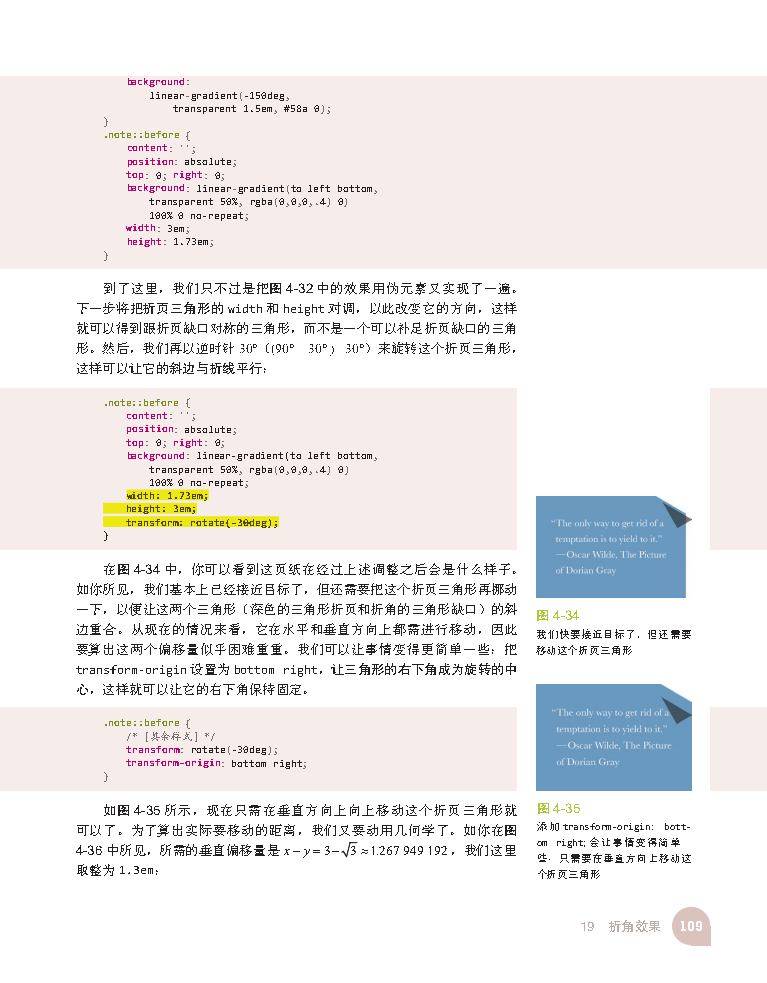 background:
linear-gradient(-150deg,
transparent 1.5em, #58a 0);
}
.note::before {
content: '';
position: absolute;
top: 0; right: 0;
background: linear-gradient(to left bottom,
transparent 50%, rgba(0,0,0,.4) 0)
100% 0 no-repeat;
width: 3em;
height: 1.73em;
}
到了这里，我们只不过是把图 4-32 中的效果用伪元素又实现了一遍。
下一步将把折页三角形的 width 和 height 对调，以此改变它的方向，这样
就可以得到跟折页缺口对称的三角形，而不是一个可以补足折页缺口的三角
形。然后，我们再以逆时针 30°（(90° 30°) 30°）来旋转这个折页三角形，
这样可以让它的斜边与折线平行：
.note::before {
content: '';
position: absolute;
top: 0; right: 0;
background: linear-gradient(to left bottom,
transparent 50%, rgba(0,0,0,.4) 0)
100% 0 no-repeat;
width: 1.73em;
height: 3em;
transform: rotate(-30deg);
}
在图 4-34 中，你可以看到这页纸在经过上述调整之后会是什么样子。
如你所见，我们基本上已经接近目标了，但还需要把这个折页三角形再挪动
一下，以便让这两个三角形（深色的三角形折页和折角的三角形缺口）的斜
边重合。从现在的情况来看，它在水平和垂直方向上都需进行移动，因此
要算出这两个偏移量似乎困难重重。我们可以让事情变得更简单一些：把
transform-origin 设置为 bottom right，让三角形的右下角成为旋转的中
心，这样就可以让它的右下角保持固定。
.note::before {
/* [其余样式] */
transform: rotate(-30deg);
transform-origin: bottom right;
}
如图 4-35 所示，现在只需在垂直方向上向上移动这个折页三角形就
可以了。为了算出实际要移动的距离，我们又要动用几何学了。如你在图
4-36 中所见，所需的垂直偏移量是 x − y = 3−√3 ≈1.267 949 192，我们这里
取整为 1.3em：
“The only way to get rid of a
temptation is to yield to it.”
—Oscar Wilde, The Picture
of Dorian Gray
图 4-34
我们快要接近目标了，但还需要
移动这个折页三角形
“The only way to get rid of a
temptation is to yield to it.”
—Oscar Wilde, The Picture
of Dorian Gray
图 4-35
添加 transform-origin: bott-
om right; 会让事情变得简单
些，只需要在垂直方向上移动这
个折页三角形
19 折角效果 109